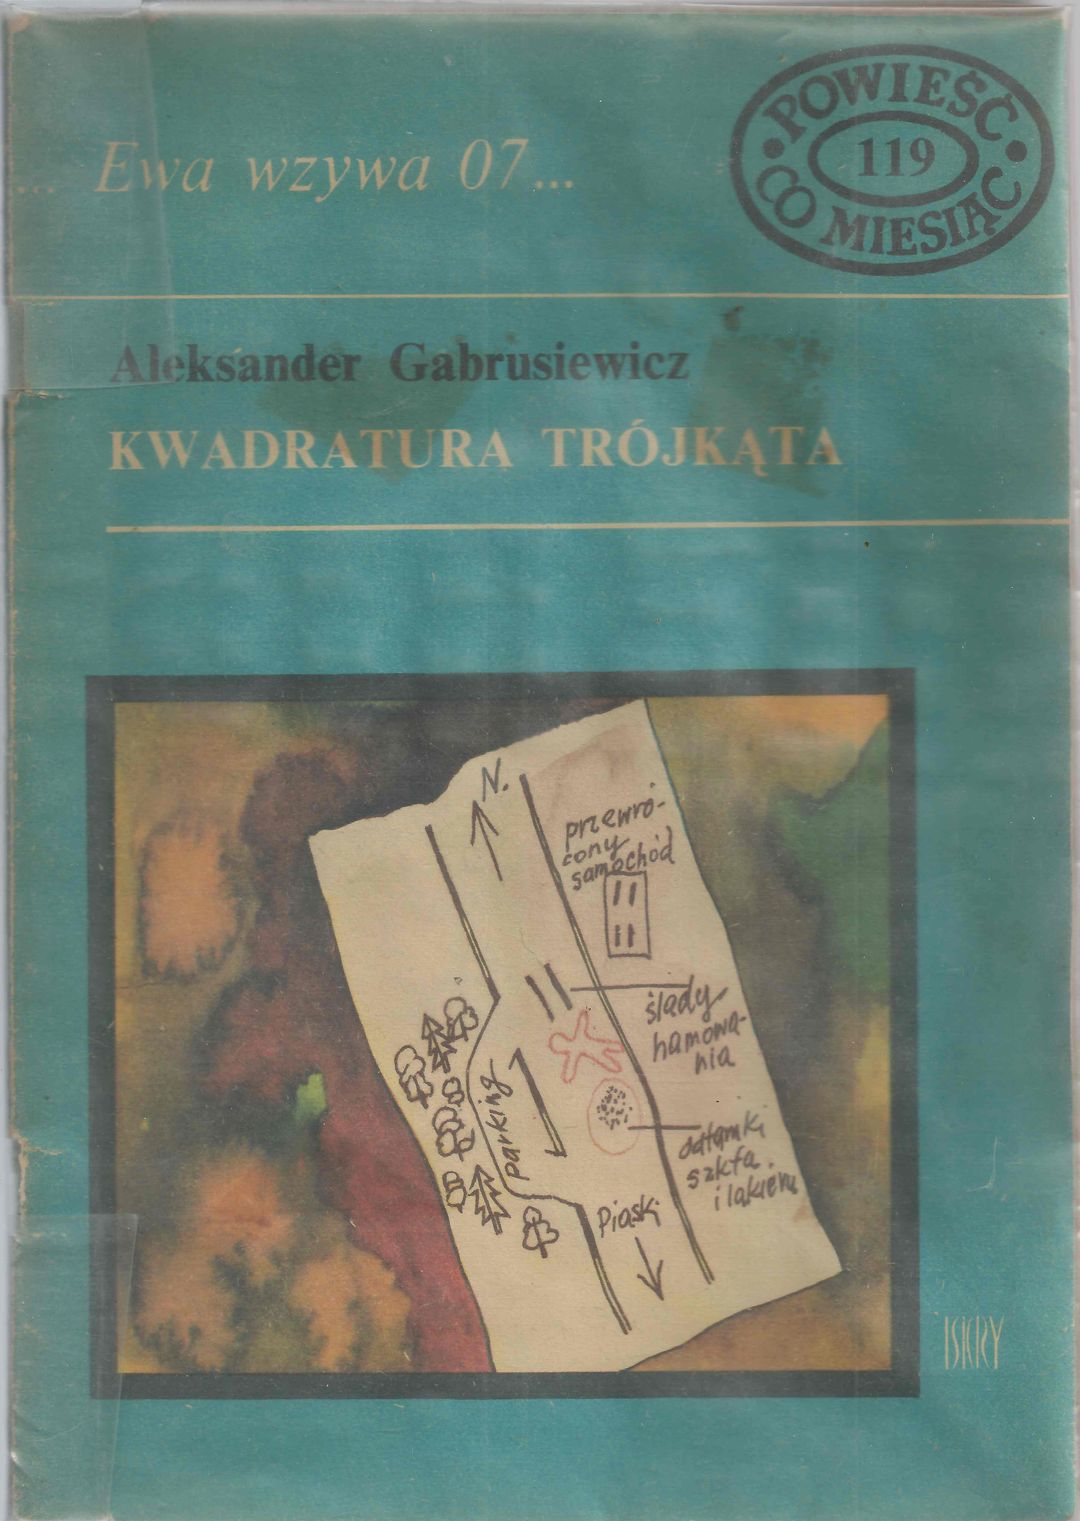 POWIEŚĆ
119
CO MIESIĄC
... Ewa wzywa 07...
Aleksander Gabrusiewicz
KWADRATURA TRÓJKĄTA
N.
przewró-
cony
samochód
ślady
hamowa-
nia
parking
odłamki
szkła
i lakieru
Piaski
ISKRY